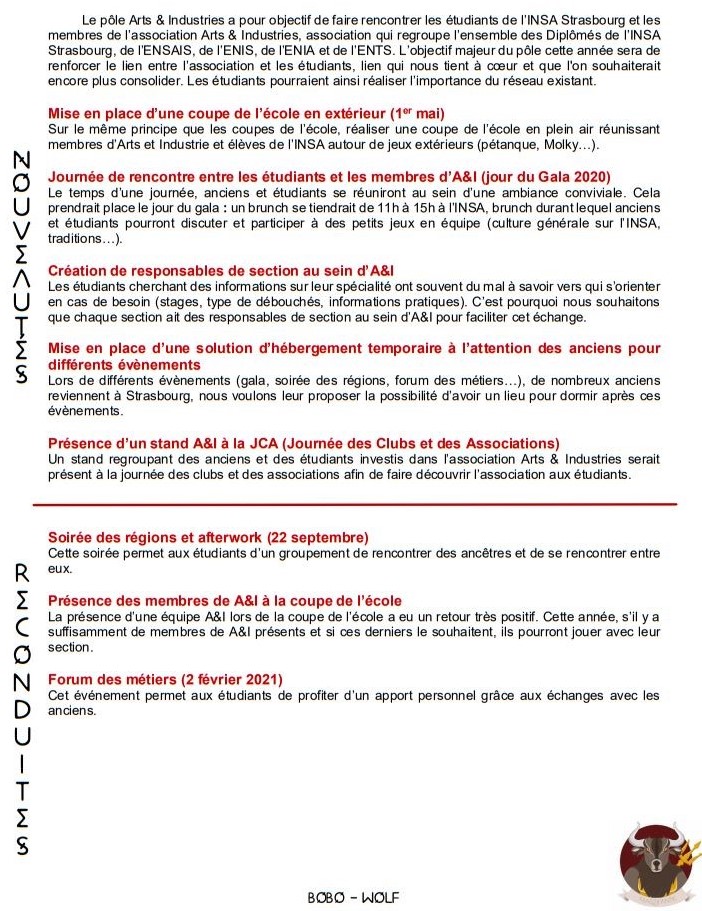 Le pôle Arts & Industries a pour objectif de faire rencontrer les étudiants de l'INSA Strasbourg et les
membres de l'association Arts & Industries, association qui regroupe l'ensemble des Diplômés de l'INSA
Strasbourg, de l'ENSAIS, de l'ENIS, de l'ENIA et de l'ENTS. L'objectif majeur du pôle cette année sera de
renforcer le lien entre l'association et les étudiants, lien qui nous tient à cœur et que l'on souhaiterait
encore plus consolider. Les étudiants pourraient ainsi réaliser l'importance du réseau existant.
NOUVEAUTÉS
Mise en place d'une coupe de l'école en extérieur (1er mai)
Sur le même principe que les coupes de l'école, réaliser une coupe de l'école en plein air réunissant
membres d'Arts et Industrie et élèves de l'INSA autour de jeux extérieurs (pétanque, Molky…).
Journée de rencontre entre les étudiants et les membres d'A&I (jour du Gala 2020)
Le temps d'une journée, anciens et étudiants se réuniront au sein d'une ambiance conviviale. Cela
prendrait place le jour du gala : un brunch se tiendrait de 11h à 15h à l'INSA, brunch durant lequel anciens
et étudiants pourront discuter et participer à des petits jeux en équipe (culture générale sur l'INSA,
traditions…).
Création de responsables de section au sein d'A&I
Les étudiants cherchant des informations sur leur spécialité ont souvent du mal à savoir vers qui s'orienter
en cas de besoin (stages, type de débouchés, informations pratiques). C'est pourquoi nous souhaitons
que chaque section ait des responsables de section au sein d'A&I pour faciliter cet échange.
Mise en place d'une solution d'hébergement temporaire à l'attention des anciens pour
différents évènements
Lors de différents évènements (gala, soirée des régions, forum des métiers…), de nombreux anciens
reviennent à Strasbourg, nous voulons leur proposer la possibilité d'avoir un lieu pour dormir après ces
évènements.
Présence d'un stand A&I à la JCA (Journée des Clubs et des Associations)
Un stand regroupant des anciens et des étudiants investis dans l'association Arts & Industries serait
présent à la journée des clubs et des associations afin de faire découvrir l'association aux étudiants.
RECONDUITES
Soirée des régions et afterwork (22 septembre)
Cette soirée permet aux étudiants d'un groupement de rencontrer des ancêtres et de se rencontrer entre
eux.
Présence des membres de A&I à la coupe de l'école
La présence d'une équipe A&I lors de la coupe de l'école a eu un retour très positif. Cette année, s'il y a
suffisamment de membres de A&I présents et si ces derniers le souhaitent, ils pourront jouer avec leur
section.
Forum des métiers (2 février 2021)
Cet événement permet aux étudiants de profiter d'un apport personnel grâce aux échanges avec les
anciens.
BOBO - WOLF